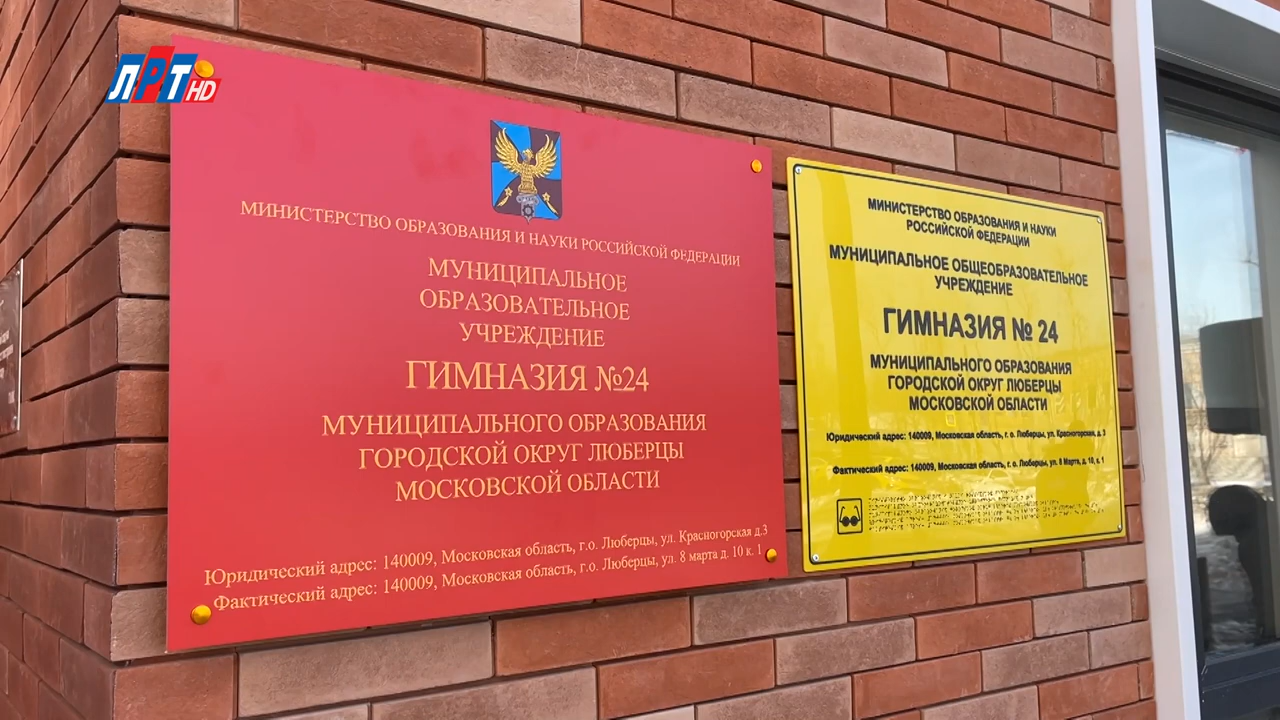 ЛРТ HD
МИНИСТЕРСТВО ОБРАЗОВАНИЯ И НАУКИ РОССИЙСКОЙ ФЕДЕРАЦИИ
МУНИЦИПАЛЬНОЕ
ОБРАЗОВАТЕЛЬНОЕ
УЧРЕЖДЕНИЕ
ГИМНАЗИЯ №24
МУНИЦИПАЛЬНОГО ОБРАЗОВАНИЯ
ГОРОДСКОЙ ОКРУГ ЛЮБЕРЦЫ
МОСКОВСКОЙ ОБЛАСТИ
Юридический адрес: 140009, Московская область, г.о. Люберцы, ул. Красногорская д.3
Фактический адрес: 140009, Московская область, г.о. Люберцы, ул. 8 марта д. 10 к. 1
МИНИСТЕРСТВО ОБРАЗОВАНИЯ И НАУКИ
РОССИЙСКОЙ ФЕДЕРАЦИИ
МУНИЦИПАЛЬНОЕ ОБЩЕОБРАЗОВАТЕЛЬНОЕ
УЧРЕЖДЕНИЕ
ГИМНАЗИЯ № 24
МУНИЦИПАЛЬНОГО ОБРАЗОВАНИЯ
ГОРОДСКОЙ ОКРУГ ЛЮБЕРЦЫ
МОСКОВСКОЙ ОБЛАСТИ
Юридический адрес: 140009, Московская область, г. о. Люберцы, ул. Красногорская, д. 3
Фактический адрес: 140009, Московская область, г. о. Люберцы, ул. 8 Марта, д. 10, к. 1